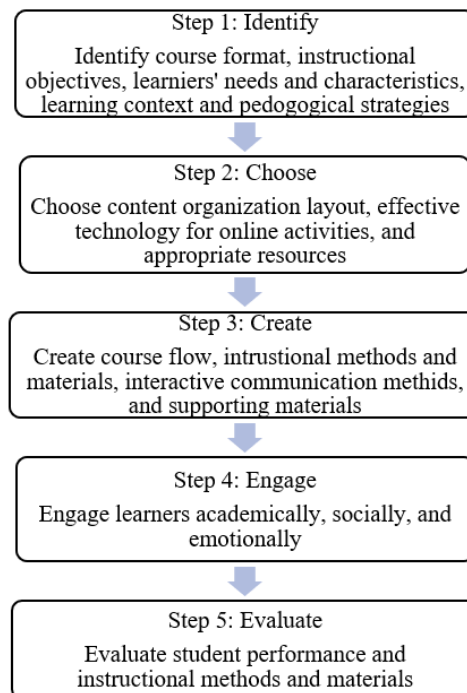 Step 1: Identify
Identify course format, instructional
objectives, learniers' needs and characteristics,
learning context and pedogogical strategies
Step 2: Choose
Choose content organization layout, effective
technology for online activities, and
appropriate resources
Step 3: Create
Create course flow, intrustional methods and
materials, interactive communication methids,
and supporting materials
Step 4: Engage
Engage learners academically, socially, and
emotionally
Step 5: Evaluate
Evaluate student performance and
instructional methods and materials